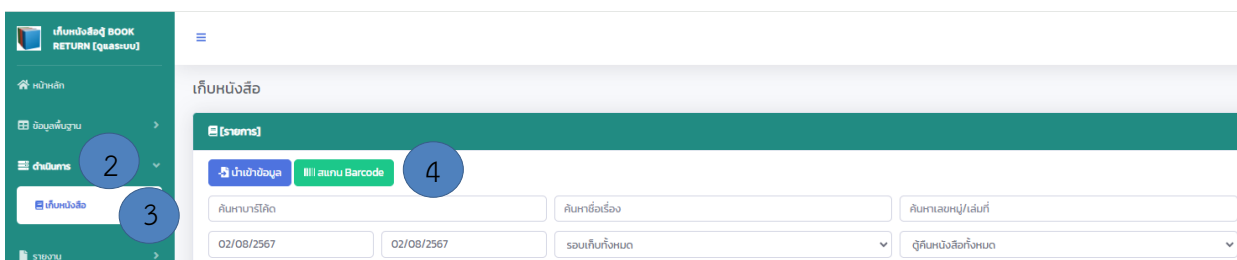 เก็บหนังสือตู้ BOOK
RETURN [ดูแลระบบ]
หน้าหลัก
ข้อมูลพื้นฐาน
ดำเนินการ
2
เก็บหนังสือ
3
รายงาน
เก็บหนังสือ
[รายการ]
นำเข้าข้อมูล
สแกน Barcode
4
ค้นหาบาร์โค้ด
ค้นหาชื่อเรื่อง
ค้นหาเลขหมู่/เล่มที่
02/08/2567
02/08/2567
รอบเก็บทั้งหมด
ตู้คืนหนังสือทั้งหมด